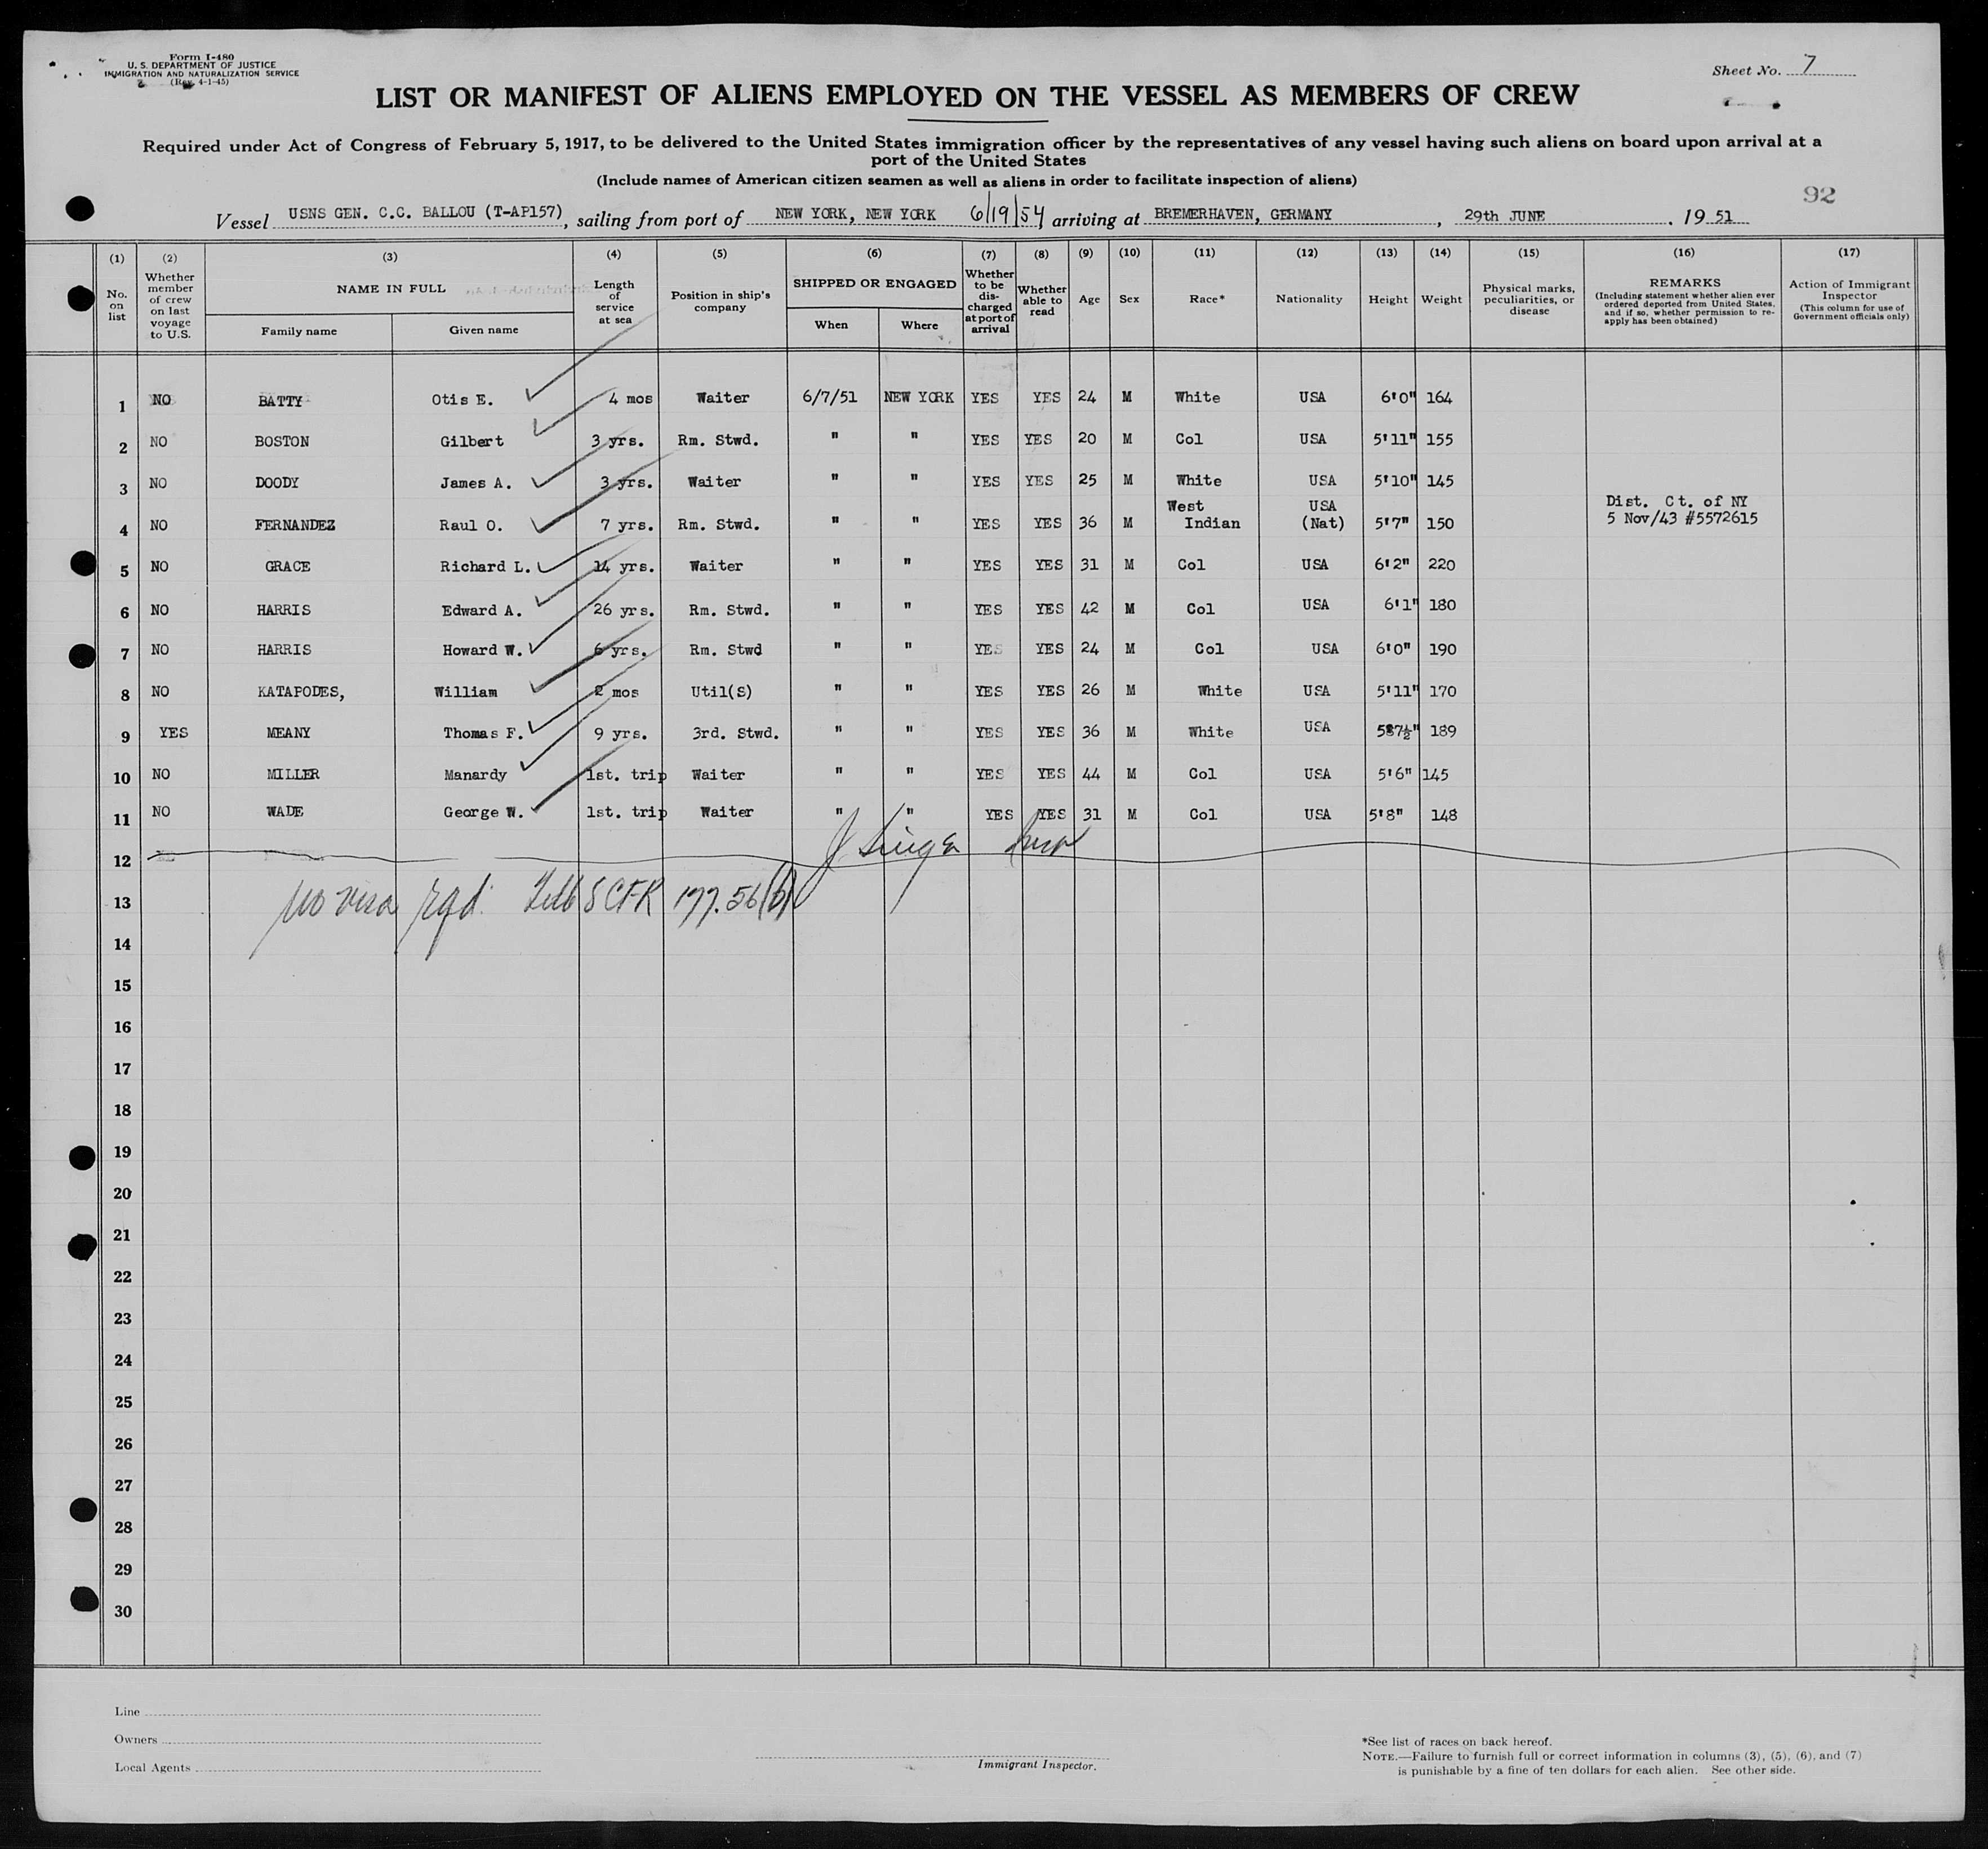 Form I-480
U. S. DEPARTMENT OF JUSTICE
IMMIGRATION AND NATURALIZATION SERVICE
(Rev. 4-1-45)
Sheet No. 7
LIST OR MANIFEST OF ALIENS EMPLOYED ON THE VESSEL AS MEMBERS OF CREW
Required under Act of Congress of February 5, 1917, to be delivered to the United States immigration officer by the representatives of any vessel having such aliens on board upon arrival at a
port of the United States
(Include names of American citizen seamen as well as aliens in order to facilitate inspection of aliens)
92
Vessel USNS GEN. C.C. BALLOU (T-AP157), sailing from port of NEW YORK, NEW YORK 6/19/51, arriving at BREMERHAVEN, GERMANY, 29th JUNE, 19 51
(1) No. on list
(2) Whether member of crew on last voyage to U.S.
(3) NAME IN FULL Family name Given name
(4) Length of service at sea
(5) Position in ship's company
(6) SHIPPED OR ENGAGED When Where
(7) Whether to be discharged at port of arrival
(8) Whether able to read
(9) Age
(10) Sex
(11) Race*
(12) Nationality
(13) Height
(14) Weight
(15) Physical marks, peculiarities, or disease
(16) REMARKS (Including statement whether alien ever ordered deported from United States, and if so, whether permission to re-apply has been obtained)
(17) Action of Immigrant Inspector (This column for use of Government officials only)
1 NO BATTY Otis E. 4 mos Waiter 6/7/51 NEW YORK YES YES 24 M White USA 6'0" 164
2 NO BOSTON Gilbert 3 yrs. Rm. Stwd. " " YES YES 20 M Col USA 5'11" 155
3 NO DOODY James A. 3 yrs. Waiter " " YES YES 25 M White USA 5'10" 145
4 NO FERNANDEZ Raul O. 7 yrs. Rm. Stwd. " " YES YES 36 M West Indian USA (Nat) 5'7" 150 Dist. Ct. of NY 5 Nov/43 #5572615
5 NO GRACE Richard L. 14 yrs. Waiter " " YES YES 31 M Col USA 6'2" 220
6 NO HARRIS Edward A. 26 yrs. Rm. Stwd. " " YES YES 42 M Col USA 6'1" 180
7 NO HARRIS Howard W. 6 yrs. Rm. Stwd " " YES YES 24 M Col USA 6'0" 190
8 NO KATAPODES, William 2 mos Util(S) " " YES YES 26 M White USA 5'11" 170
9 YES MEANY Thomas F. 9 yrs. 3rd. Stwd. " " YES YES 36 M White USA 5'7½" 189
10 NO MILLER Manardy 1st. trip Waiter " " YES YES 44 M Col USA 5'6" 145
11 NO WADE George W. 1st. trip Waiter " " YES YES 31 M Col USA 5'8" 148
12
13 No visa rqd. 8 CFR 177.56(b)
14
15
16
17
18
19
20
21
22
23
24
25
26
27
28
29
30
Line
Owners
Local Agents
Immigrant Inspector.
*See list of races on back hereof.
NOTE.—Failure to furnish full or correct information in columns (3), (5), (6), and (7)
is punishable by a fine of ten dollars for each alien. See other side.